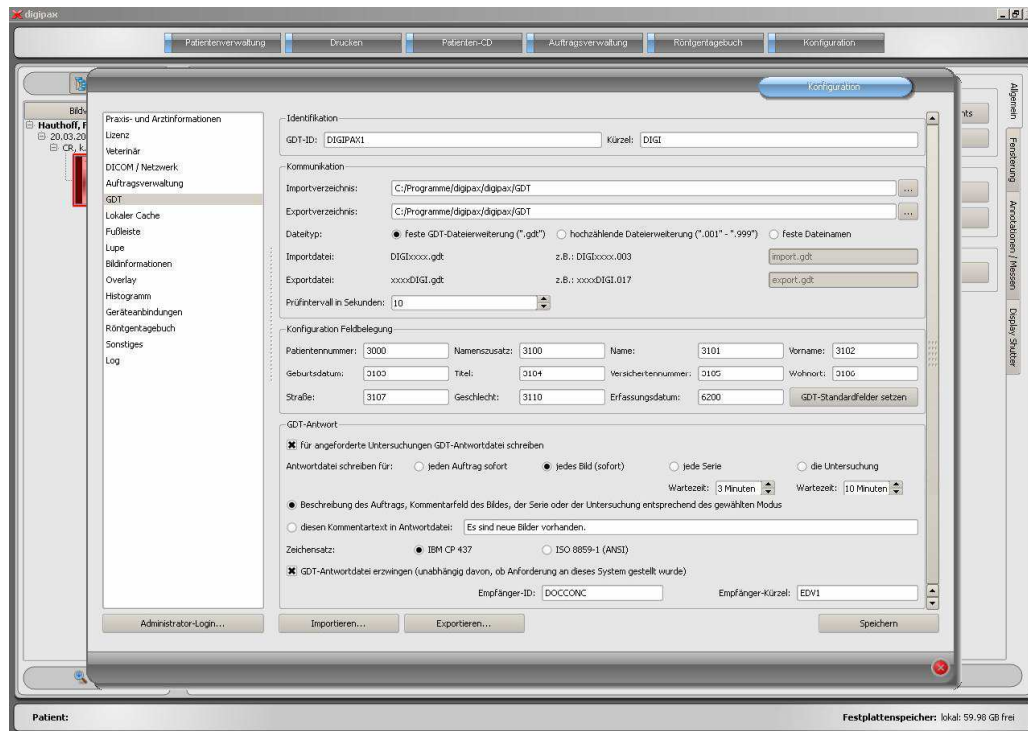 digipax
Patientenverwaltung Drucken Patienten-CD Auftragsverwaltung Röntgentagebuch Konfiguration
Konfiguration
Hauthoff, F
20.03.20
CR, k.
Praxis- und Arztinformationen
Lizenz
Veterinär
DICOM / Netzwerk
Auftragsverwaltung
GDT
Lokaler Cache
Fußleiste
Lupe
Bildinformationen
Overlay
Histogramm
Geräteanbindungen
Röntgentagebuch
Sonstiges
Log
Identifikation
GDT-ID: DIGIPAX1 Kürzel: DIGI
Kommunikation
Importverzeichnis: C:/Programme/digipax/digipax/GDT ...
Exportverzeichnis: C:/Programme/digipax/digipax/GDT ...
Dateityp: feste GDT-Dateierweiterung (".gdt") hochzählende Dateierweiterung (".001" - ".999") feste Dateinamen
Importdatei: DIGIxxxx.gdt z.B.: DIGIxxxx.003 import.gdt
Exportdatei: xxxxDIGI.gdt z.B.: xxxxDIGI.017 export.gdt
Prüfintervall in Sekunden: 10
Konfiguration Feldbelegung
Patientennummer: 3000 Namenszusatz: 3100 Name: 3101 Vorname: 3102
Geburtsdatum: 3103 Titel: 3104 Versichertennummer: 3105 Wohnort: 3106
Straße: 3107 Geschlecht: 3110 Erfassungsdatum: 6200 GDT-Standardfelder setzen
GDT-Antwort
für angeforderte Untersuchungen GDT-Antwortdatei schreiben
Antwortdatei schreiben für: jeden Auftrag sofort jedes Bild (sofort) jede Serie die Untersuchung
Wartezeit: 3 Minuten Wartezeit: 10 Minuten
Beschreibung des Auftrags, Kommentarfeld des Bildes, der Serie oder der Untersuchung entsprechend des gewählten Modus
diesen Kommentartext in Antwortdatei: Es sind neue Bilder vorhanden.
Zeichensatz: IBM CP 437 ISO 8859-1 (ANSI)
GDT-Antwortdatei erzwingen (unabhängig davon, ob Anforderung an dieses System gestellt wurde)
Empfänger-ID: DOCCONC Empfänger-Kürzel: EDV1
Administrator-Login... Importieren... Exportieren... Speichern
Allgemein
Fensterung
Annotationen / Messen
Display Shutter
Patient: Festplattenspeicher: lokal: 59.98 GB frei